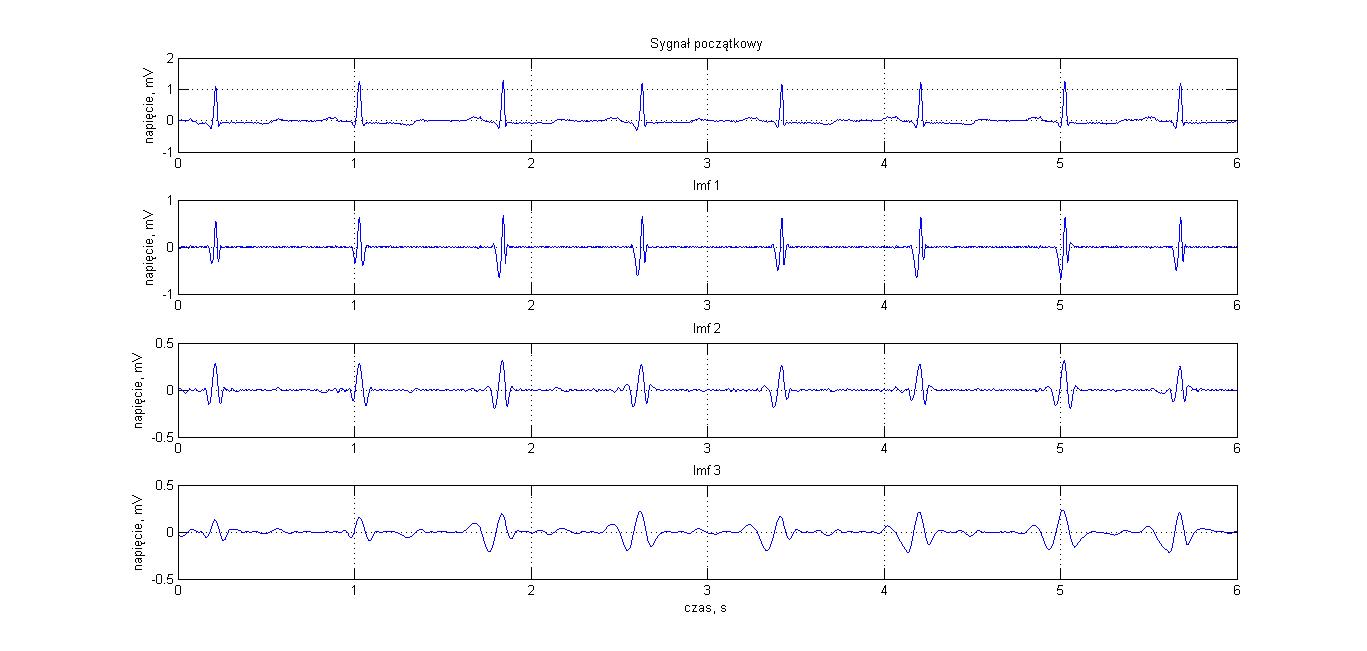 Sygnał początkowy
napięcie, mV
2
1
0
-1
0 1 2 3 4 5 6
Imf 1
napięcie, mV
1
0
-1
0 1 2 3 4 5 6
Imf 2
napięcie, mV
0.5
0
-0.5
0 1 2 3 4 5 6
Imf 3
napięcie, mV
0.5
0
-0.5
0 1 2 3 4 5 6
czas, s